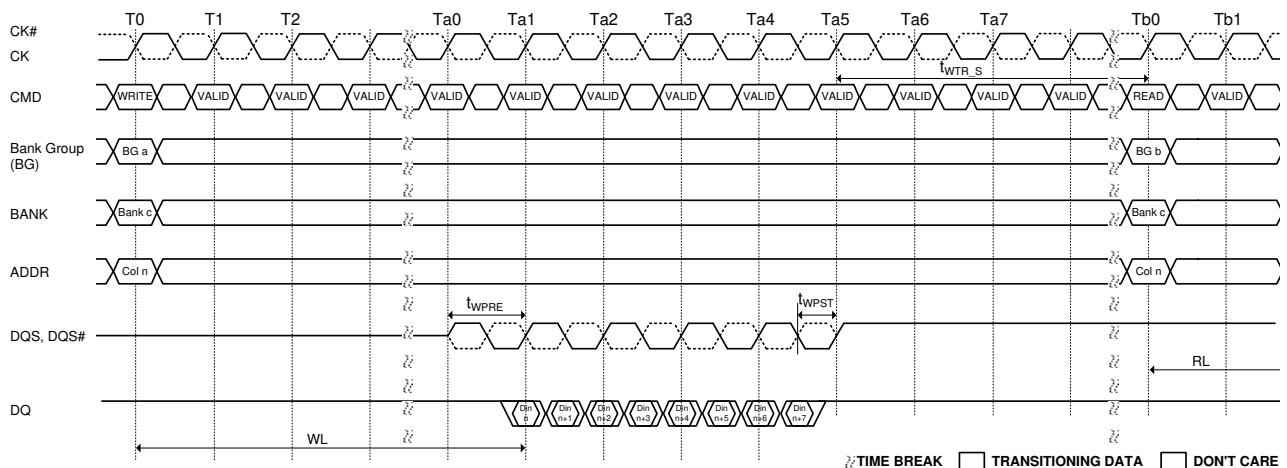 T0 T1 T2 Ta0 Ta1 Ta2 Ta3 Ta4 Ta5 Ta6 Ta7 Tb0 Tb1
CK#
CK
tWTR_S
CMD WRITE VALID VALID VALID VALID VALID VALID VALID VALID VALID VALID VALID VALID READ VALID
Bank Group
(BG)
BG a BG b
BANK Bank c Bank c
ADDR Col n Col n
tWPRE tWPST
DQS, DQS#
RL
DQ Din n Din n+1 Din n+2 Din n+3 Din n+4 Din n+5 Din n+6 Din n+7
WL
TIME BREAK TRANSITIONING DATA DON'T CARE